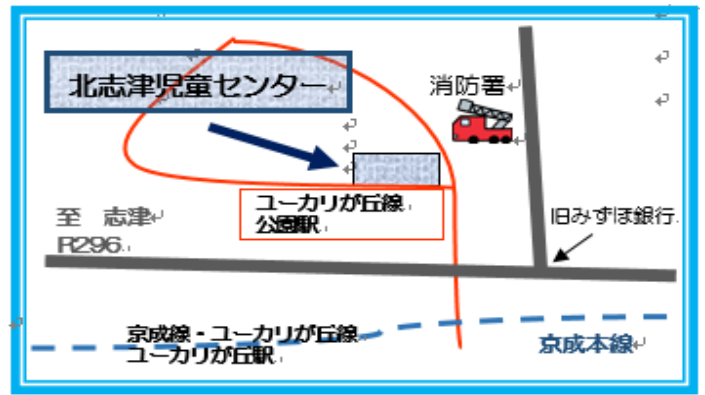 北志津児童センター
消防署
ユーカリが丘線
公園駅
至 志津
R296
旧みずほ銀行
京成線・ユーカリが丘線
ユーカリが丘駅
京成本線